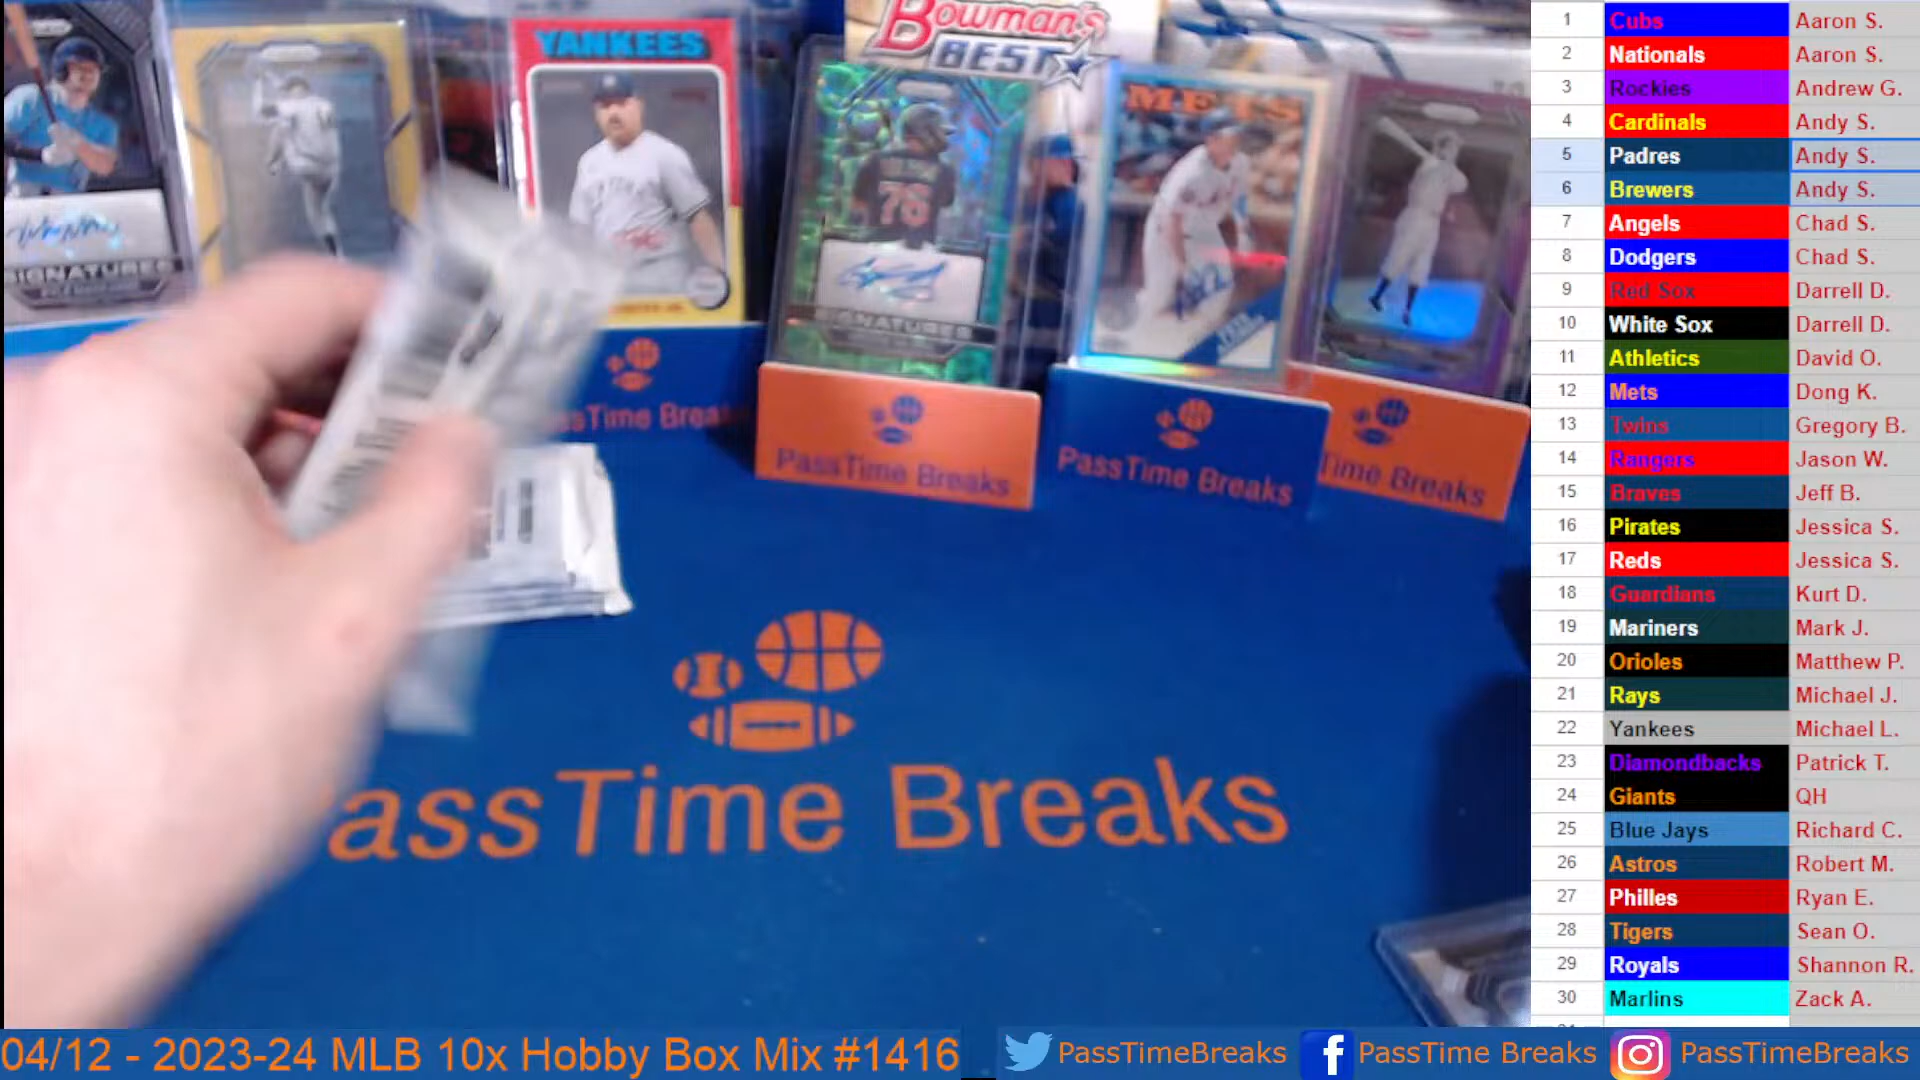 Bowman's
BEST
YANKEES
METS
76
SIGNATURES
SIGNATURES
PassTime Breaks
PassTime Breaks
Time Breaks
assTime Breaks
1 Cubs Aaron S.
2 Nationals Aaron S.
3 Rockies Andrew G.
4 Cardinals Andy S.
5 Padres Andy S.
6 Brewers Andy S.
7 Angels Chad S.
8 Dodgers Chad S.
9 Red Sox Darrell D.
10 White Sox Darrell D.
11 Athletics David O.
12 Mets Dong K.
13 Twins Gregory B.
14 Rangers Jason W.
15 Braves Jeff B.
16 Pirates Jessica S.
17 Reds Jessica S.
18 Guardians Kurt D.
19 Mariners Mark J.
20 Orioles Matthew P.
21 Rays Michael J.
22 Yankees Michael L.
23 Diamondbacks Patrick T.
24 Giants QH
25 Blue Jays Richard C.
26 Astros Robert M.
27 Philles Ryan E.
28 Tigers Sean O.
29 Royals Shannon R.
30 Marlins Zack A.
04/12 - 2023-24 MLB 10x Hobby Box Mix #1416
PassTimeBreaks
PassTime Breaks
PassTimeBreaks